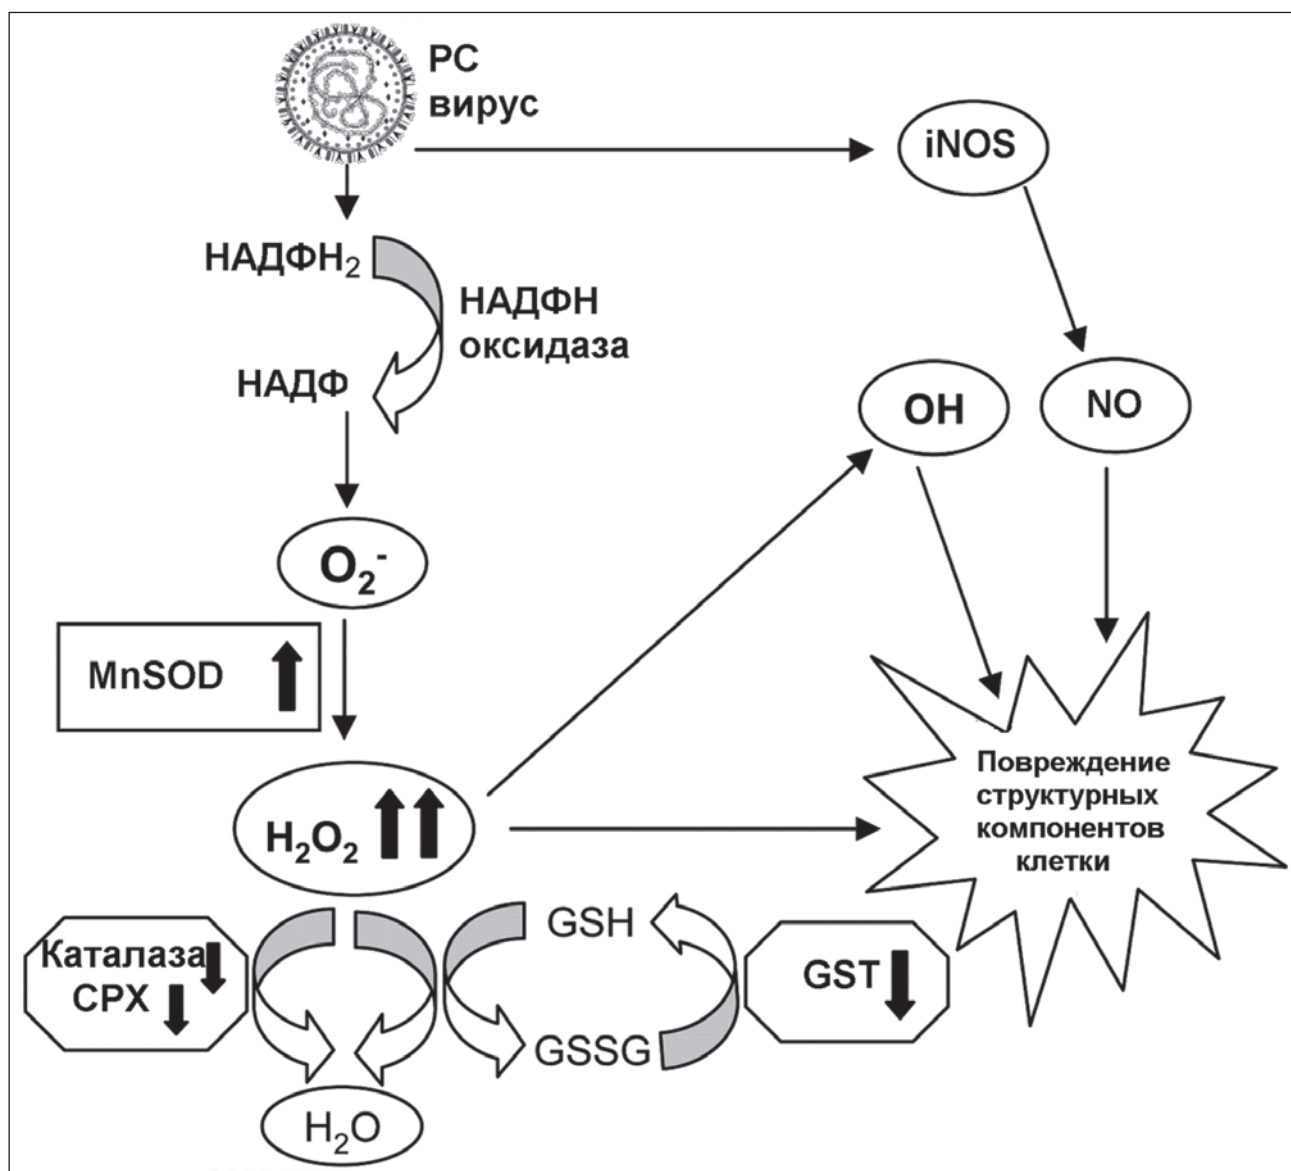 РС
вирус
iNOS
НАДФН₂
НАДФН
оксидаза
НАДФ
OH
NO
O₂⁻
MnSOD
H₂O₂
Повреждение
структурных
компонентов
клетки
Каталаза
СРХ
GSH
GST
GSSG
H₂O